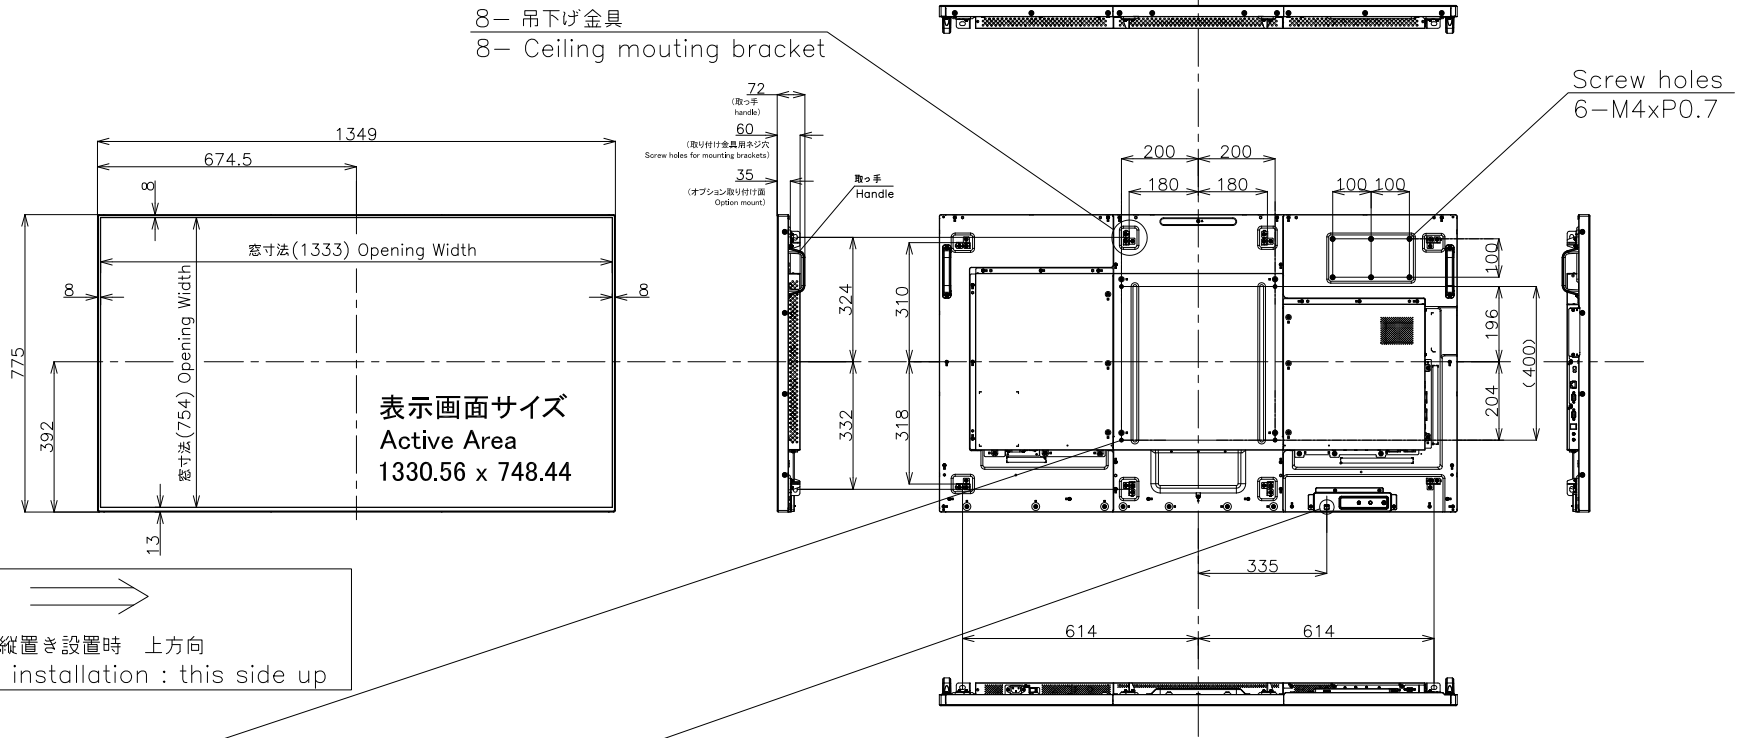 8− 吊下げ金具
8− Ceiling mouting bracket
Screw holes
6−M4xP0.7
72
(取っ手
handle)
60
(取り付け金具用ネジ穴
Screw holes for mounting brackets)
35
(オプション取り付け面
Option mount)
取っ手
Handle
1349
674.5
8
窓寸法(1333) Opening Width
8
8
窓寸法(754) Opening Width
775
392
13
表示画面サイズ
Active Area
1330.56 x 748.44
200
200
180
180
100
100
100
324
310
332
318
196
204
(400)
335
614
614
縦置き設置時 上方向
installation : this side up